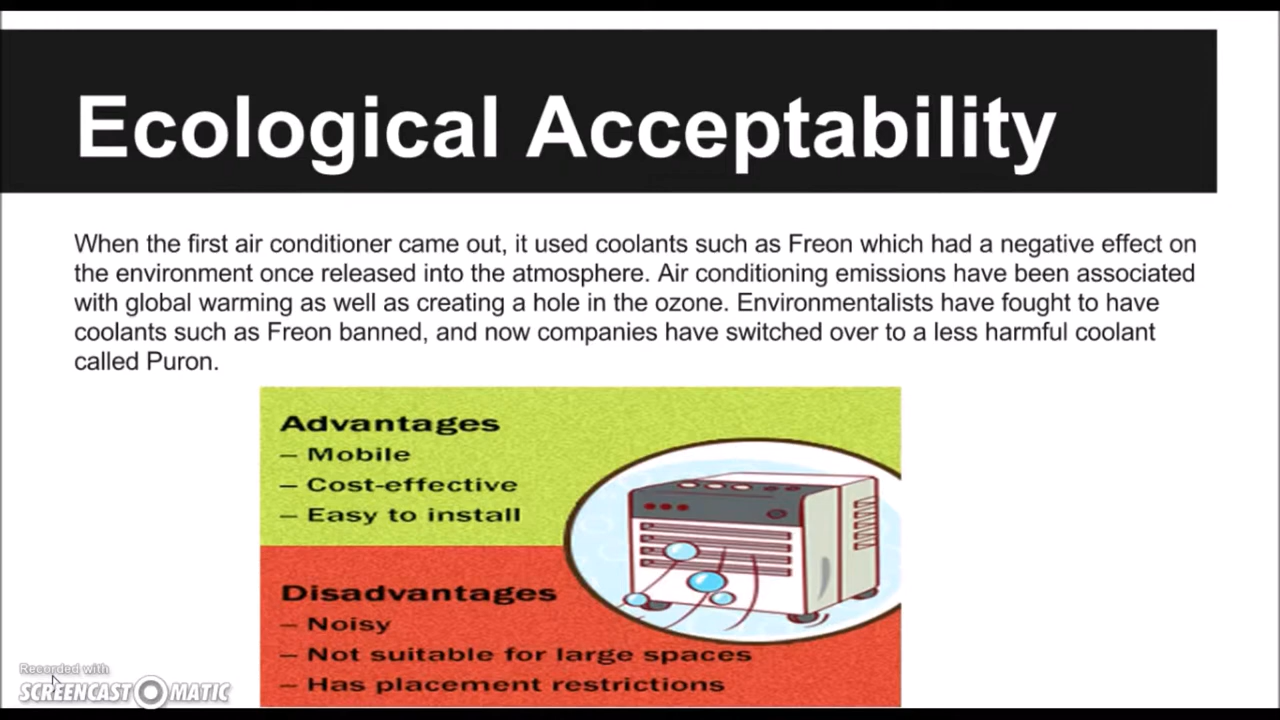 Ecological Acceptability
When the first air conditioner came out, it used coolants such as Freon which had a negative effect on
the environment once released into the atmosphere. Air conditioning emissions have been associated
with global warming as well as creating a hole in the ozone. Environmentalists have fought to have
coolants such as Freon banned, and now companies have switched over to a less harmful coolant
called Puron.
Advantages
– Mobile
– Cost-effective
– Easy to install
Disadvantages
– Noisy
– Not suitable for large spaces
– Has placement restrictions
Recorded with
SCREENCAST O MATIC